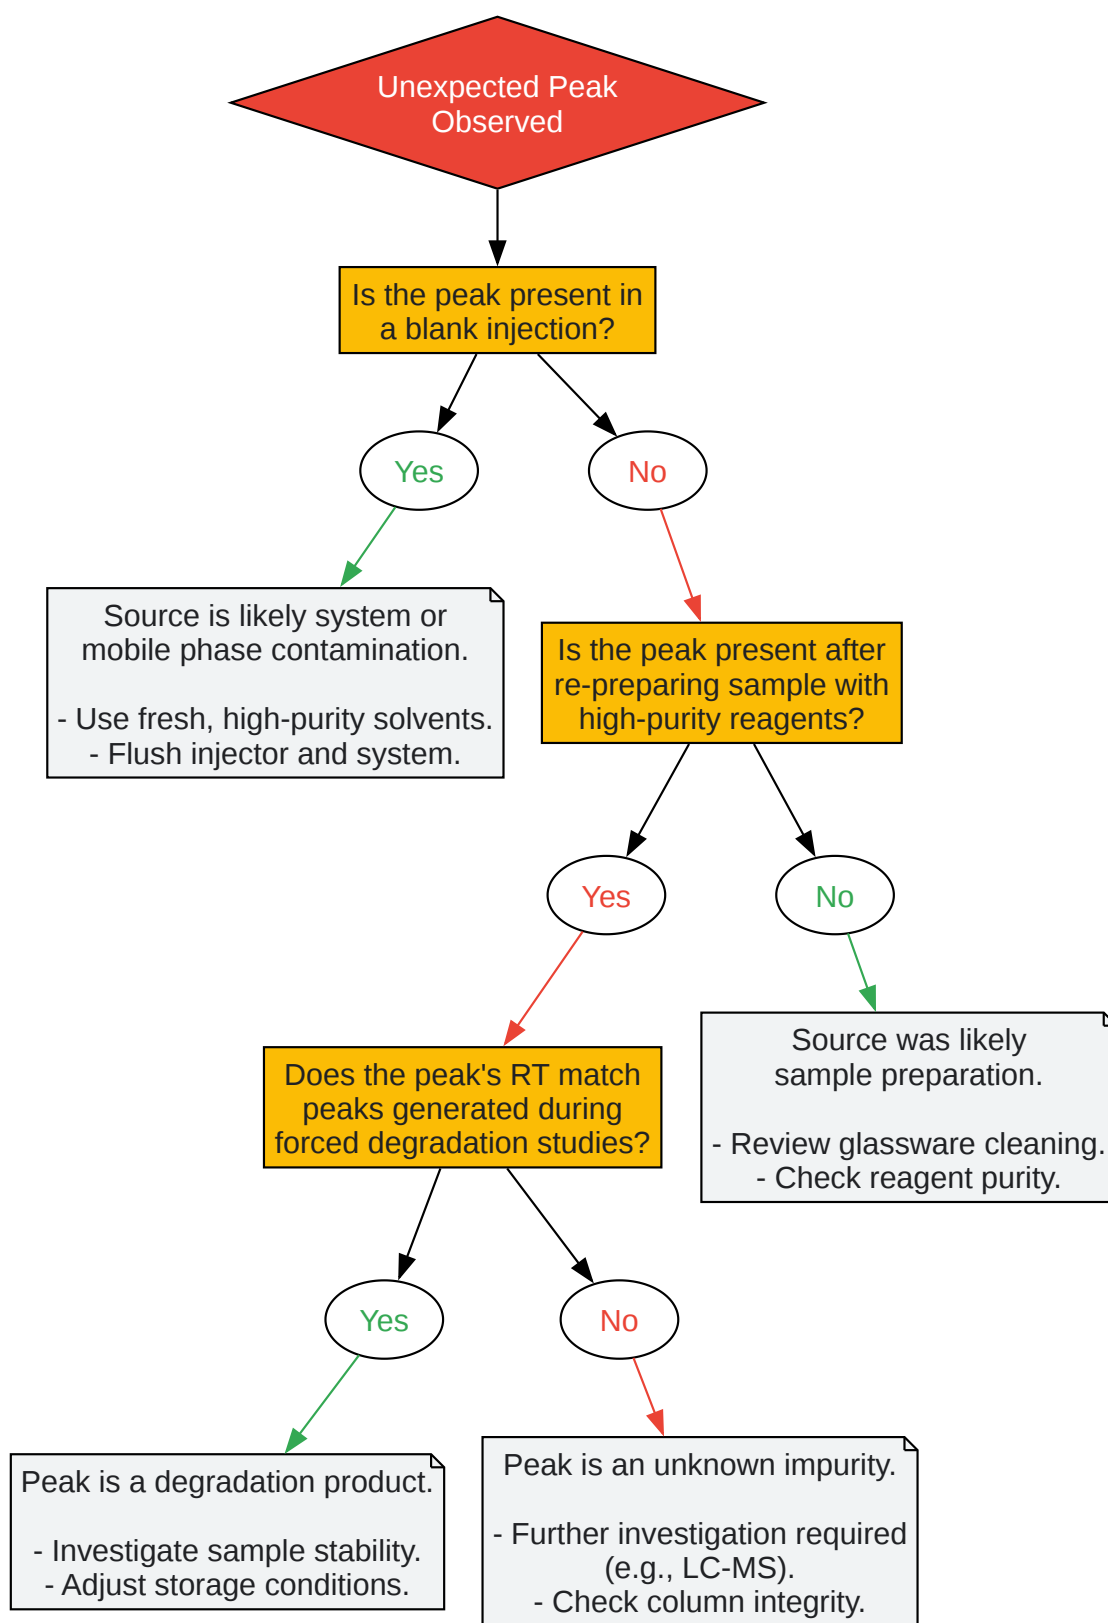 Unexpected Peak
Observed
Is the peak present in
a blank injection?
Yes
No
Source is likely system or
mobile phase contamination.
- Use fresh, high-purity solvents.
- Flush injector and system.
Is the peak present after
re-preparing sample with
high-purity reagents?
Yes
No
Source was likely
sample preparation.
- Review glassware cleaning.
- Check reagent purity.
Does the peak's RT match
peaks generated during
forced degradation studies?
Yes
No
Peak is a degradation product.
- Investigate sample stability.
- Adjust storage conditions.
Peak is an unknown impurity.
- Further investigation required
(e.g., LC-MS).
- Check column integrity.